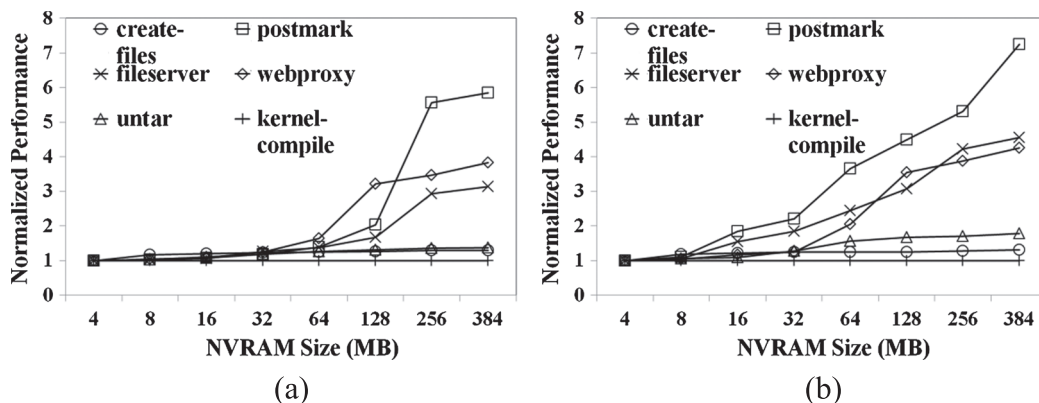 8
7
6
5
4
3
2
1
0
Normalized Performance
create-files
postmark
fileserver
webproxy
untar
kernel-compile
4 8 16 32 64 128 256 384
NVRAM Size (MB)
(a)
8
7
6
5
4
3
2
1
0
Normalized Performance
create-files
postmark
fileserver
webproxy
untar
kernel-compile
4 8 16 32 64 128 256 384
NVRAM Size (MB)
(b)